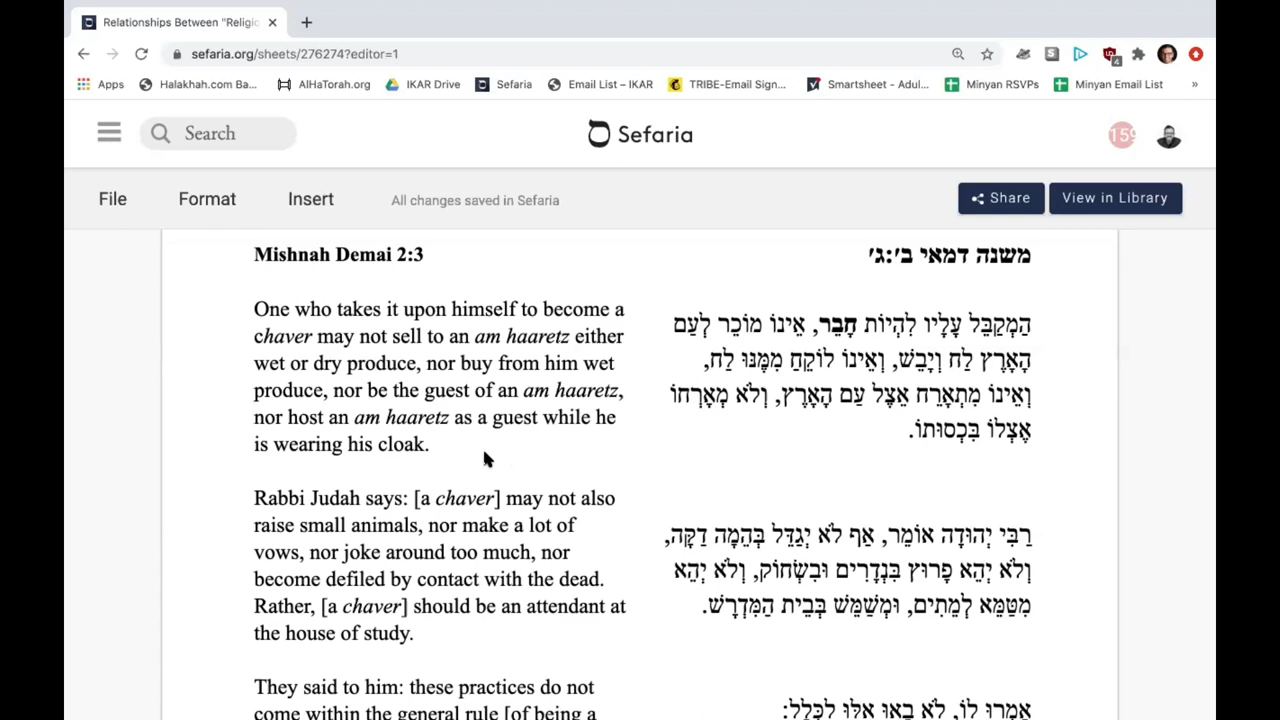 Relationships Between "Religio
sefaria.org/sheets/276274?editor=1
Apps
Halakhah.com Ba...
AlHaTorah.org
IKAR Drive
Sefaria
Email List – IKAR
TRIBE-Email Sign...
Smartsheet - Adul...
Minyan RSVPs
Minyan Email List
»
Search
Sefaria
159
File
Format
Insert
All changes saved in Sefaria
Share
View in Library
Mishnah Demai 2:3
One who takes it upon himself to become a
chaver may not sell to an am haaretz either
wet or dry produce, nor buy from him wet
produce, nor be the guest of an am haaretz,
nor host an am haaretz as a guest while he
is wearing his cloak.
Rabbi Judah says: [a chaver] may not also
raise small animals, nor make a lot of
vows, nor joke around too much, nor
become defiled by contact with the dead.
Rather, [a chaver] should be an attendant at
the house of study.
They said to him: these practices do not
come within the general rule [of being a
משנה דמאי ב׳:ג׳
הַמְקַבֵּל עָלָיו לִהְיוֹת חָבֵר, אֵינוֹ מוֹכֵר לְעַם
הָאָרֶץ לַח וְיָבֵשׁ, וְאֵינוֹ לוֹקֵחַ מִמֶּנּוּ לַח,
וְאֵינוֹ מִתְאָרֵחַ אֵצֶל עַם הָאָרֶץ, וְלֹא מְאָרְחוֹ
אֶצְלוֹ בִּכְסוּתוֹ.
רַבִּי יְהוּדָה אוֹמֵר, אַף לֹא יְגַדֵּל בְּהֵמָה דַקָּה,
וְלֹא יְהֵא פָרוּץ בִּנְדָרִים וּבִשְׂחוֹק, וְלֹא יְהֵא
מִטַּמֵּא לְמֵתִים, וּמְשַׁמֵּשׁ בְּבֵית הַמִּדְרָשׁ.
אָמְרוּ לוֹ, לֹא בָאוּ אֵלּוּ לִכְלָל: